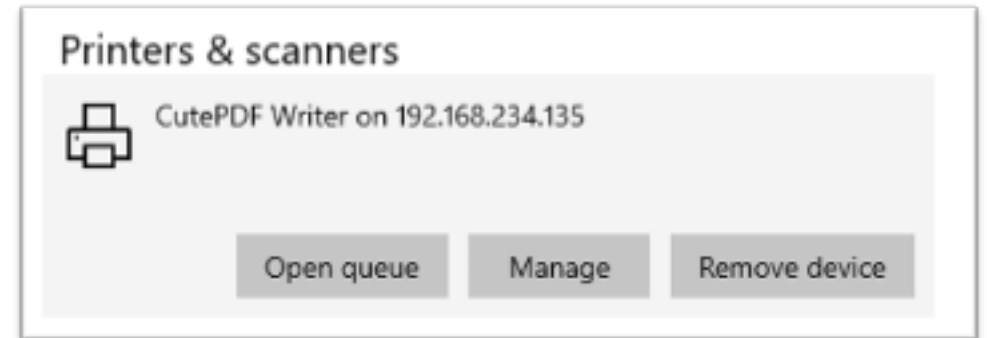 Printers & scanners
CutePDF Writer on 192.168.234.135
Open queue Manage Remove device